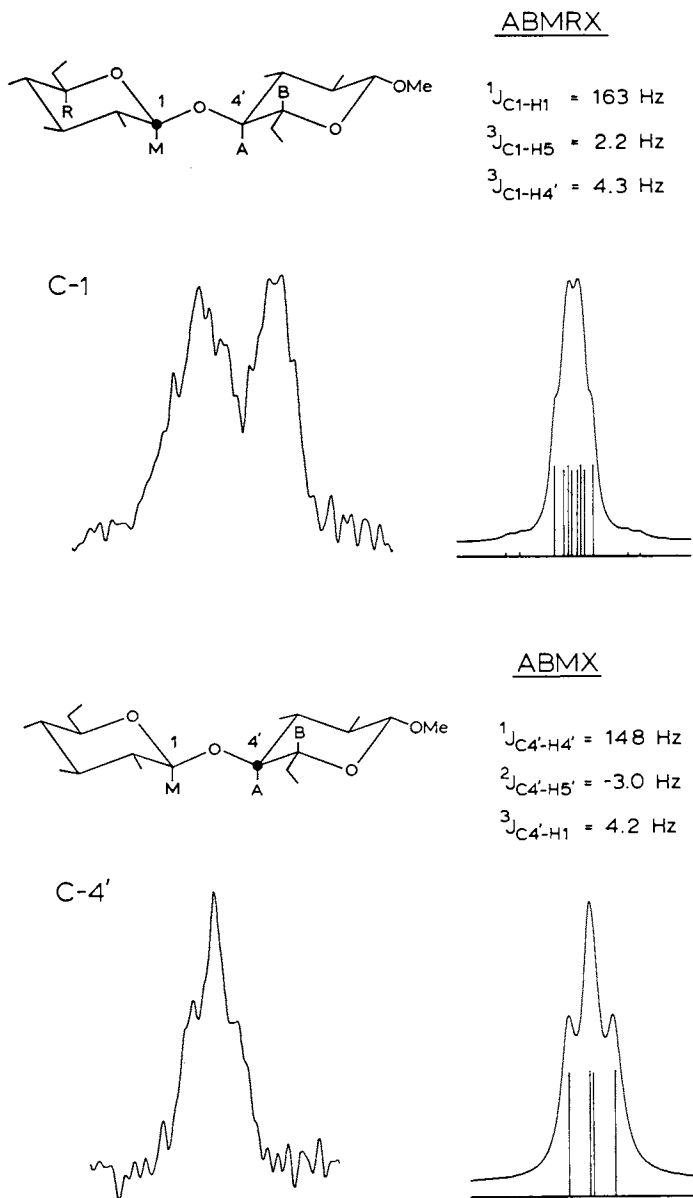 ABMRX
O
1
O
4'
B
R
OMe
O
M
A
¹J_C1-H1 = 163 Hz
³J_C1-H5 = 2.2 Hz
³J_C1-H4' = 4.3 Hz
C-1
ABMX
O
1
O
4'
B
OMe
O
M
A
¹J_C4'-H4' = 148 Hz
²J_C4'-H5' = -3.0 Hz
³J_C4'-H1 = 4.2 Hz
C-4'